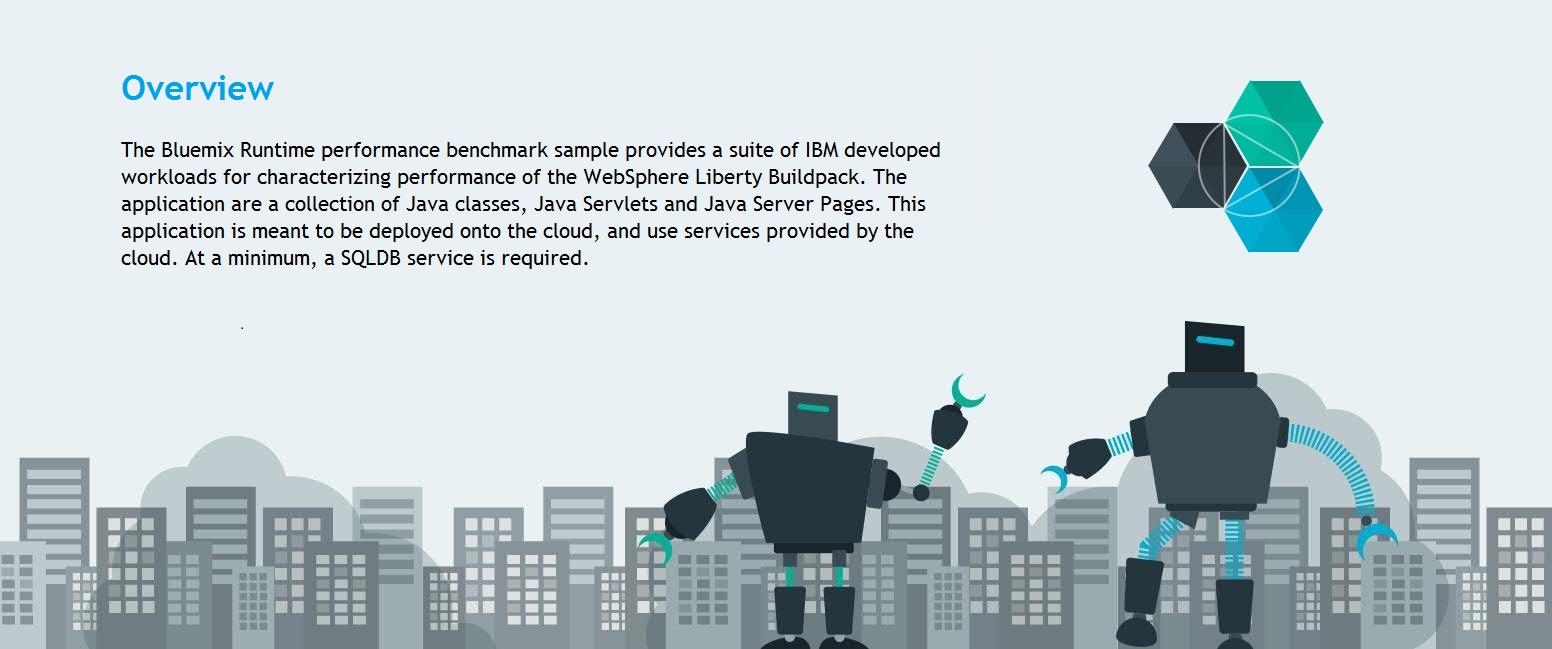 Overview
The Bluemix Runtime performance benchmark sample provides a suite of IBM developed
workloads for characterizing performance of the WebSphere Liberty Buildpack. The
application are a collection of Java classes, Java Servlets and Java Server Pages. This
application is meant to be deployed onto the cloud, and use services provided by the
cloud. At a minimum, a SQLDB service is required.
.